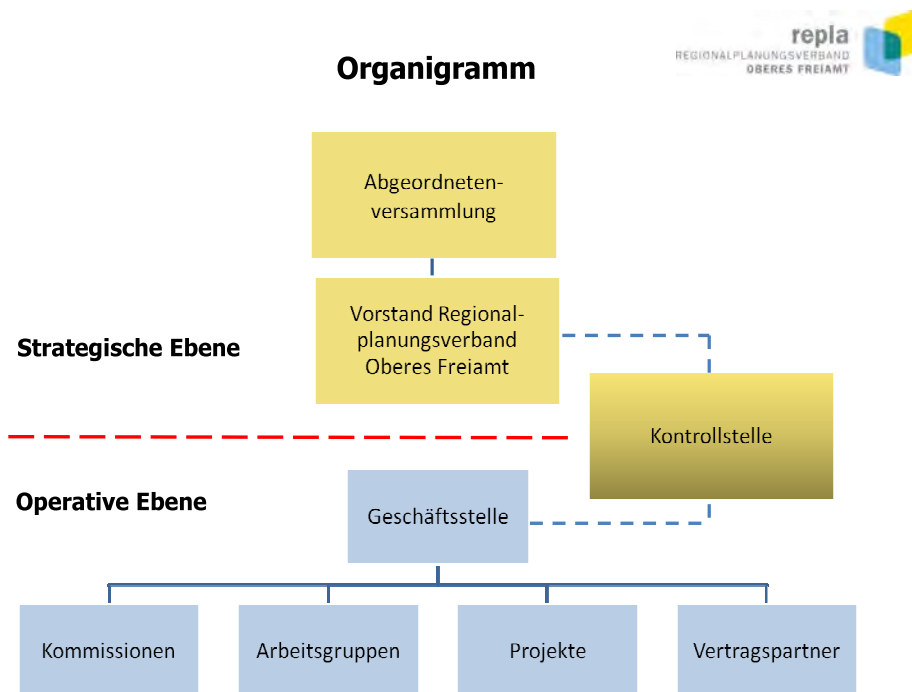 repla
REGIONALPLANUNGSVERBAND
OBERES FREIAMT
Organigramm
Abgeordneten-
versammlung
Vorstand Regional-
planungsverband
Oberes Freiamt
Strategische Ebene
Kontrollstelle
Operative Ebene
Geschäftsstelle
Kommissionen
Arbeitsgruppen
Projekte
Vertragspartner